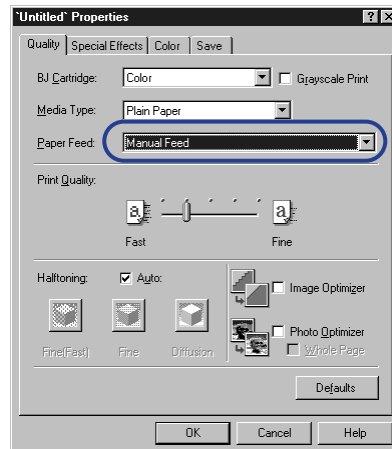 `Untitled` Properties
Quality Special Effects Color Save
BJ Cartridge: Color Grayscale Print
Media Type: Plain Paper
Paper Feed: Manual Feed
Print Quality:
a a
Fast Fine
Halftoning: Auto: Image Optimizer
Photo Optimizer
Fine(Fast) Fine Diffusion Whole Page
Defaults
OK Cancel Help